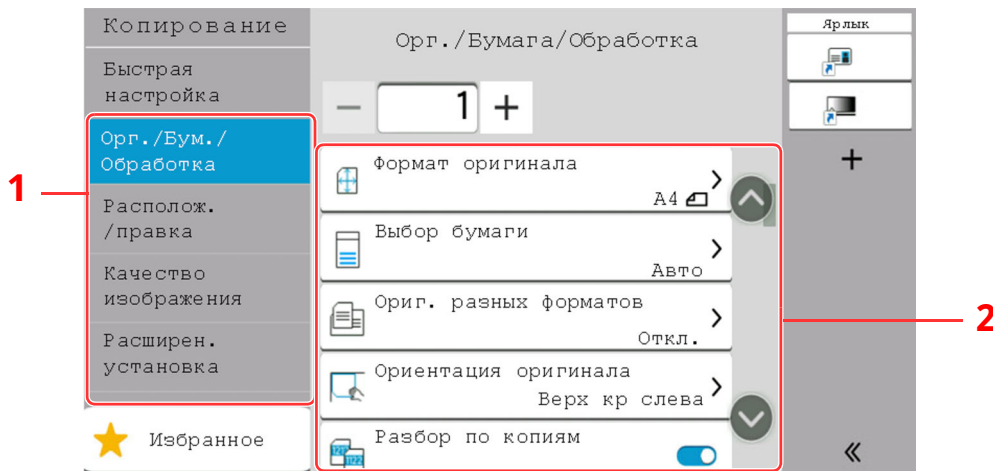 Копирование
Быстрая
настройка
Орг./Бум./
Обработка
Располож.
/правка
Качество
изображения
Расширен.
установка
Избранное
Орг./Бумага/Обработка
1
Формат оригинала
A4
Выбор бумаги
Авто
Ориг. разных форматов
Откл.
Ориентация оригинала
Верх кр слева
Разбор по копиям
Ярлык
1
2